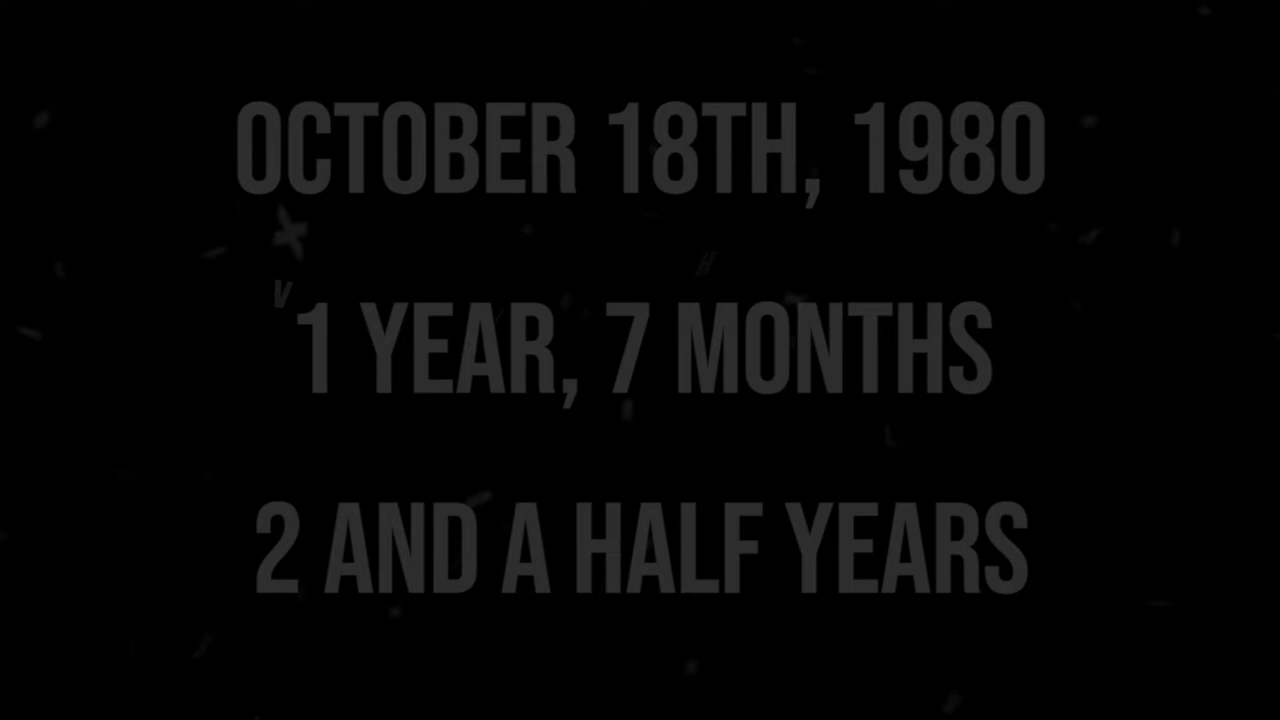 OCTOBER 18TH, 1980
1 YEAR, 7 MONTHS
2 AND A HALF YEARS